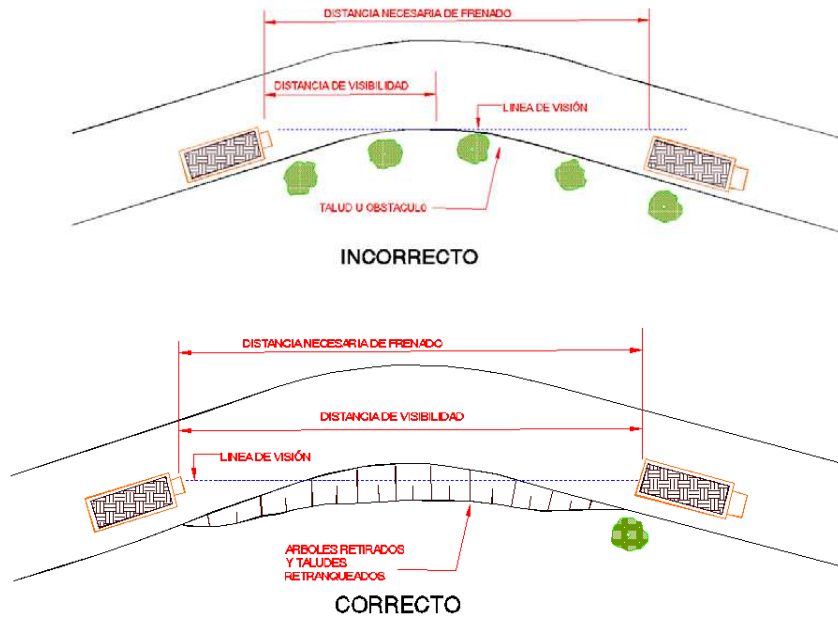 DISTANCIA NECESARIA DE FRENADO
DISTANCIA DE VISIBILIDAD
LINEA DE VISIÓN
TALUD U OBSTACULO
INCORRECTO
DISTANCIA NECESARIA DE FRENADO
DISTANCIA DE VISIBILIDAD
LINEA DE VISIÓN
ARBOLES RETIRADOS
Y TALUDES
RETRANQUEADOS
CORRECTO